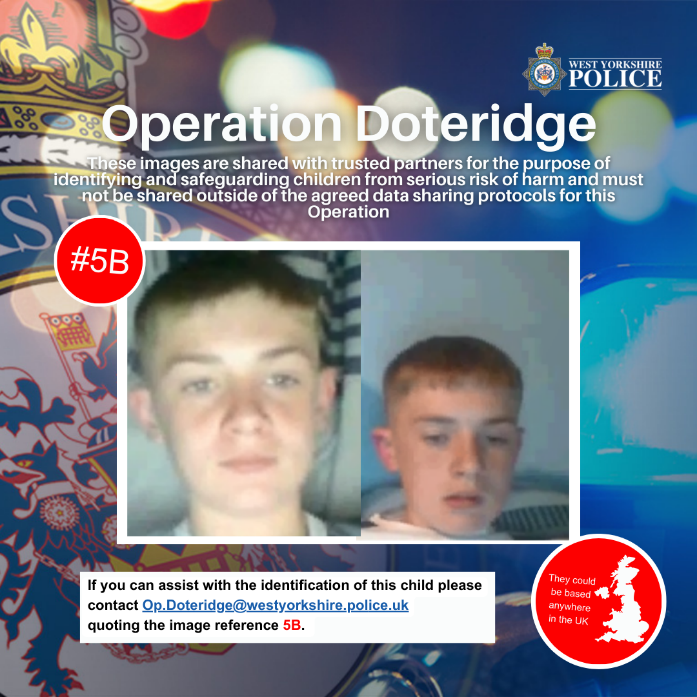 WEST YORKSHIRE
POLICE
Operation Doteridge
These images are shared with trusted partners for the purpose of
identifying and safeguarding children from serious risk of harm and must
not be shared outside of the agreed data sharing protocols for this
Operation
SHIR
#5B
If you can assist with the identification of this child please
contact Op.Doteridge@westyorkshire.police.uk
quoting the image reference 5B.
They could
be based
anywhere
in the UK